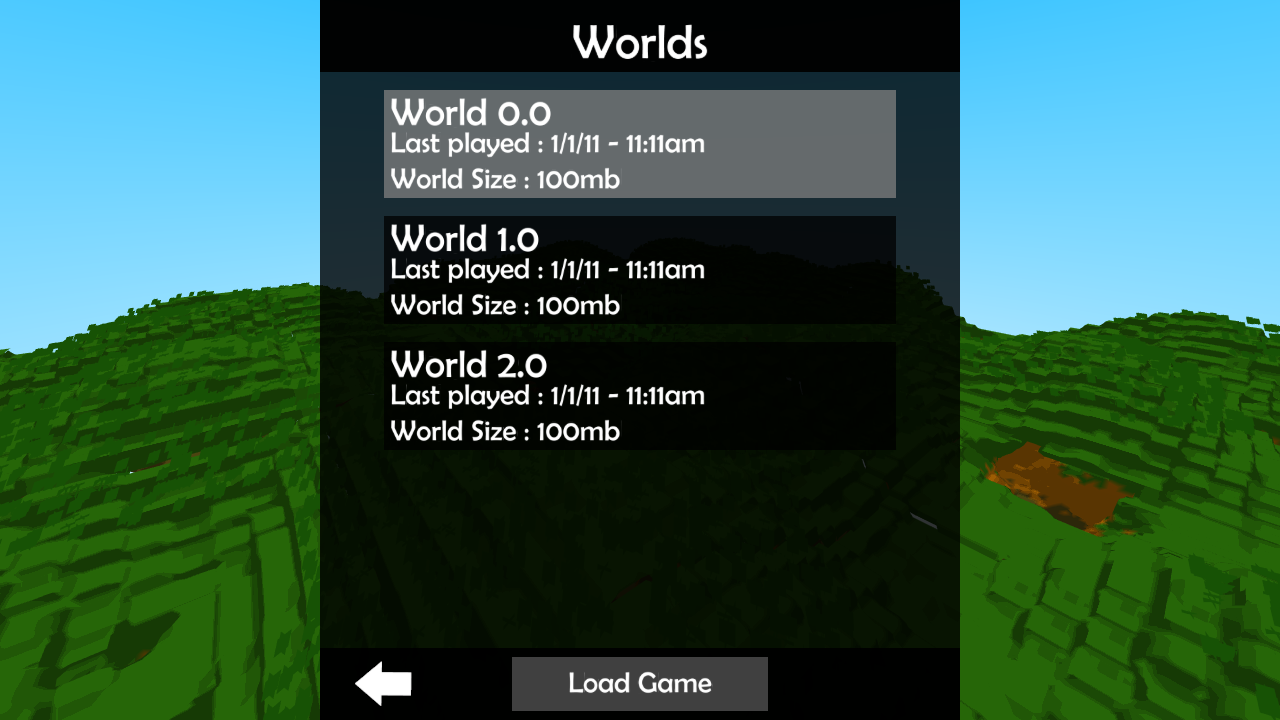 Worlds
World 0.0
Last played : 1/1/11 - 11:11am
World Size : 100mb
World 1.0
Last played : 1/1/11 - 11:11am
World Size : 100mb
World 2.0
Last played : 1/1/11 - 11:11am
World Size : 100mb
Load Game